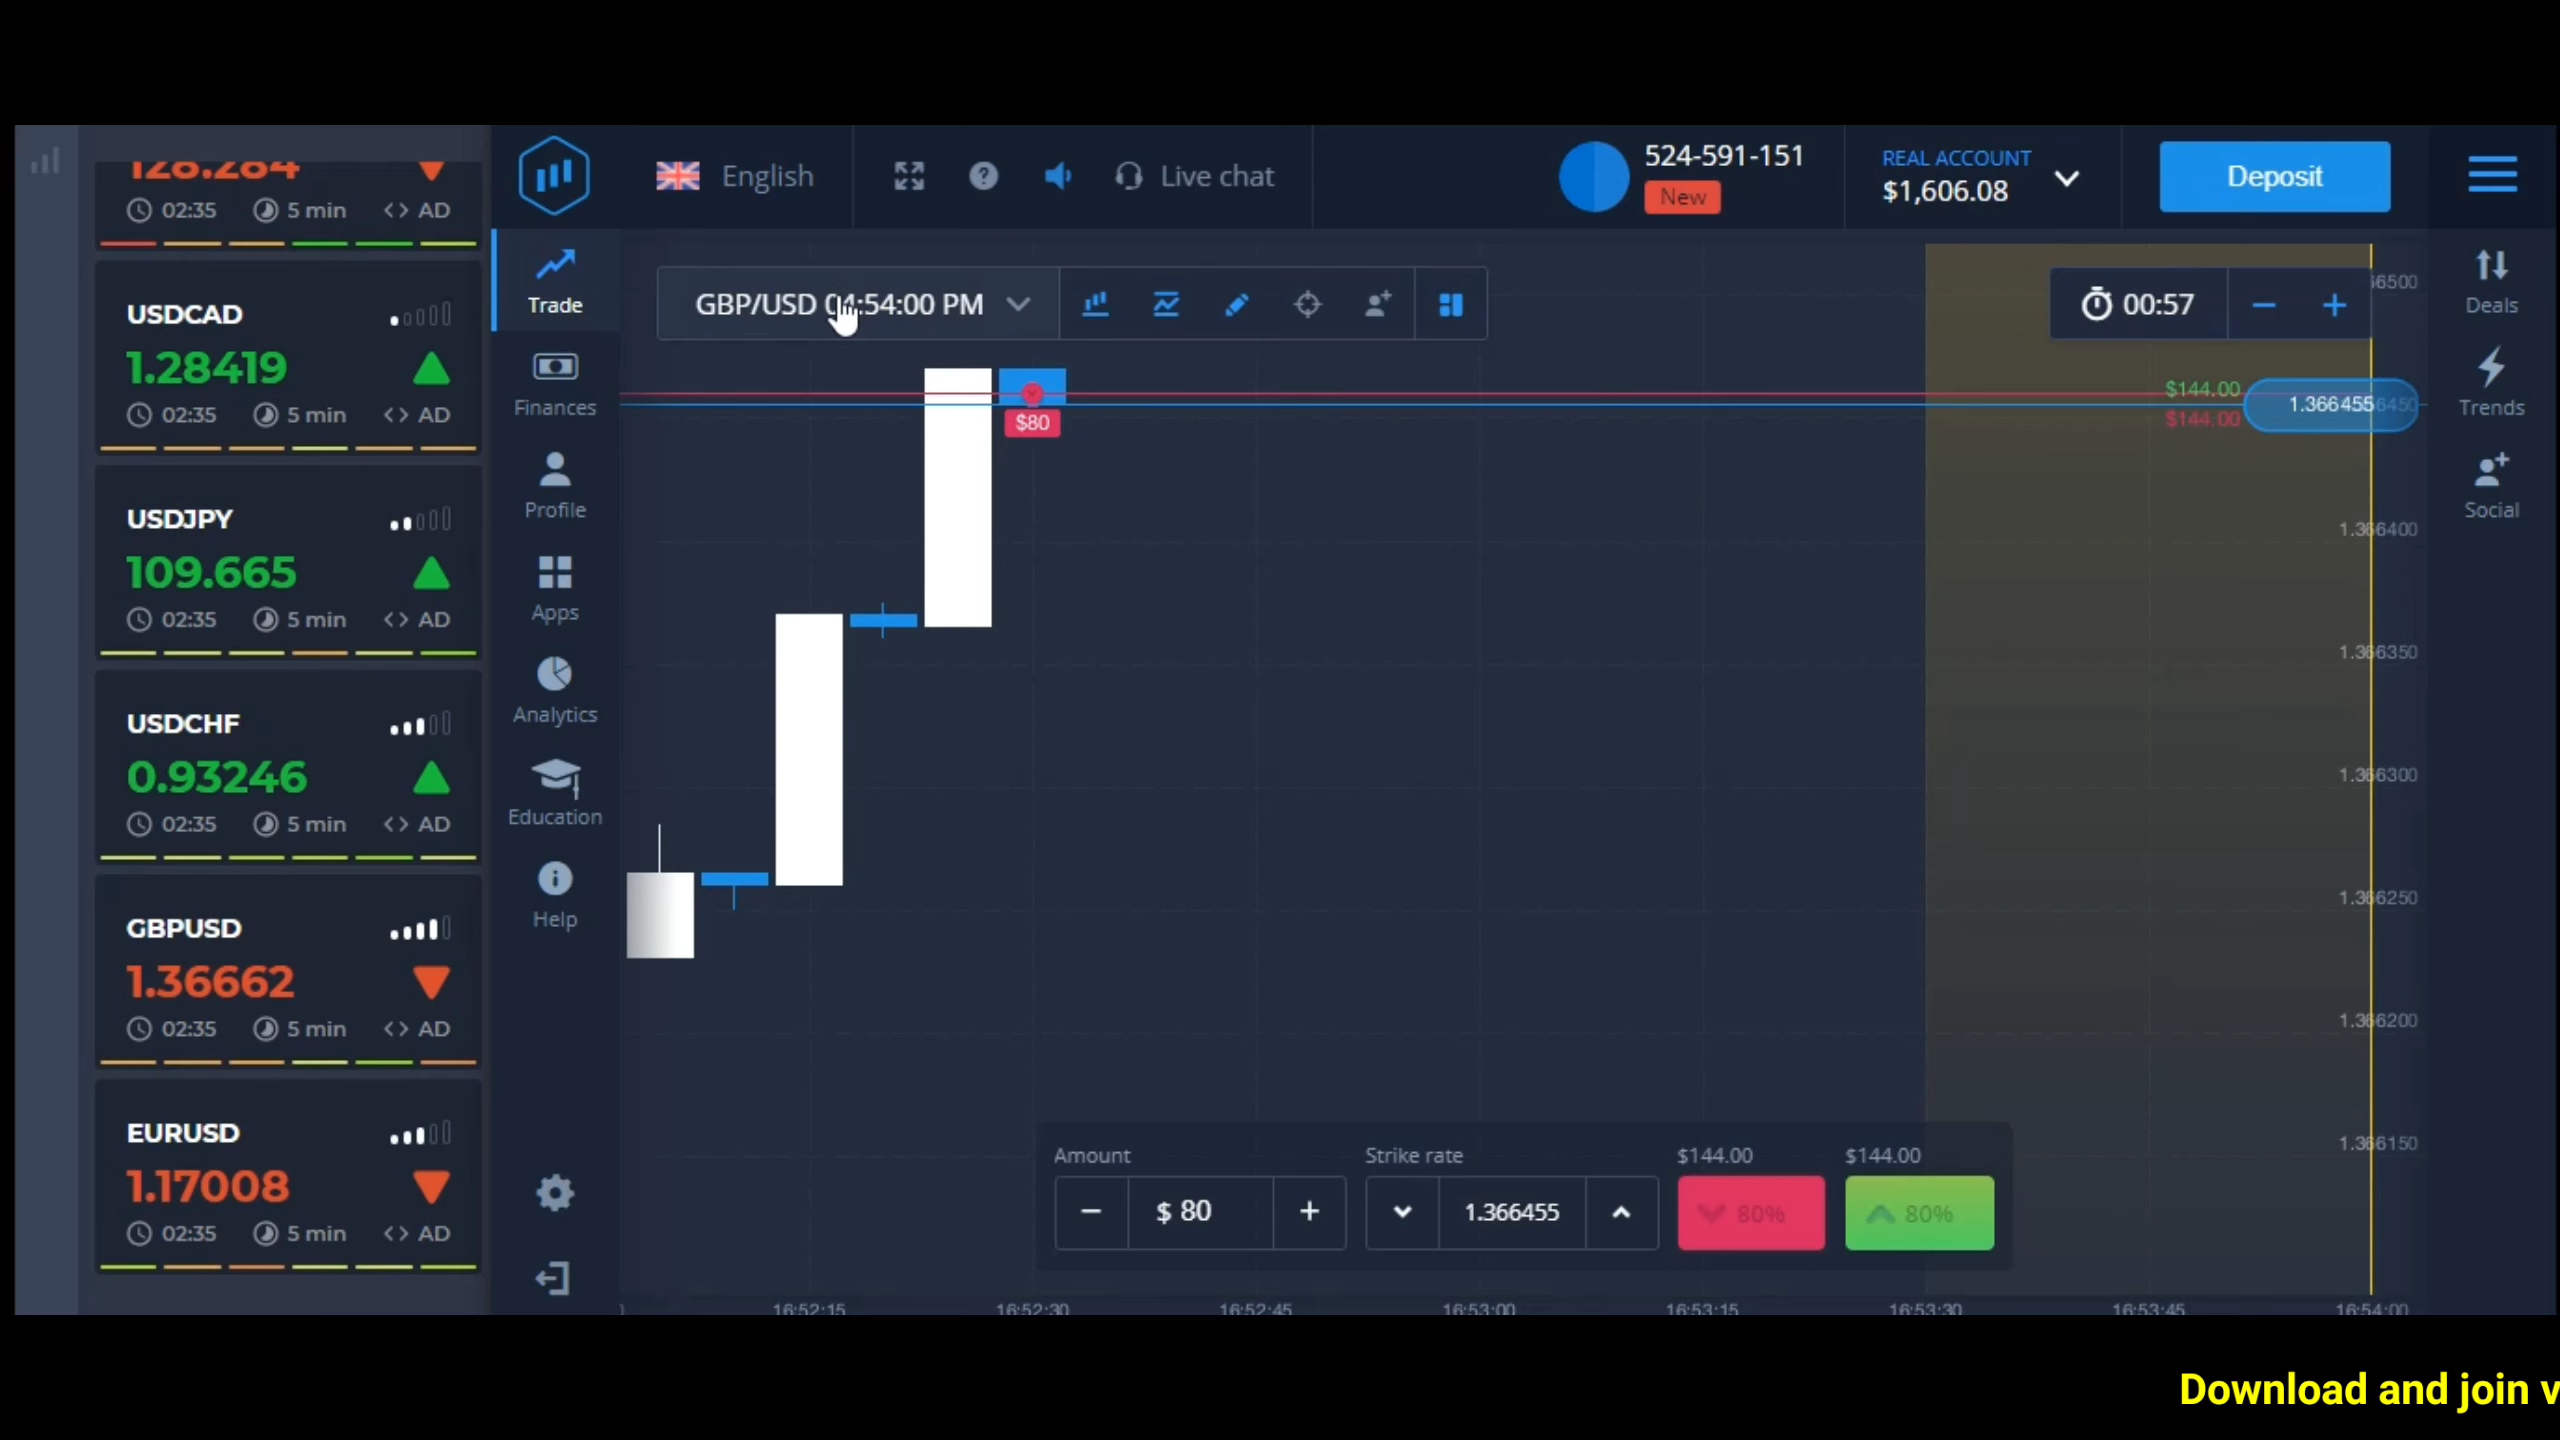 128.284
02:35 5 min <> AD
USDCAD
1.28419
02:35 5 min <> AD
USDJPY
109.665
02:35 5 min <> AD
USDCHF
0.93246
02:35 5 min <> AD
GBPUSD
1.36662
02:35 5 min <> AD
EURUSD
1.17008
02:35 5 min <> AD
English
Live chat
524-591-151
New
REAL ACCOUNT
$1,606.08
Deposit
Trade
Finances
Profile
Apps
Analytics
Education
Help
GBP/USD 04:54:00 PM
00:57
Deals
Trends
Social
$80
$144.00
$144.00
1.366455
1.366400
1.366350
1.366300
1.366250
1.366200
1.366150
Amount
$ 80
Strike rate
1.366455
$144.00
80%
$144.00
80%
16:52:15 16:52:30 16:52:45 16:53:00 16:53:15 16:53:30 16:53:45 16:54:00
Download and join